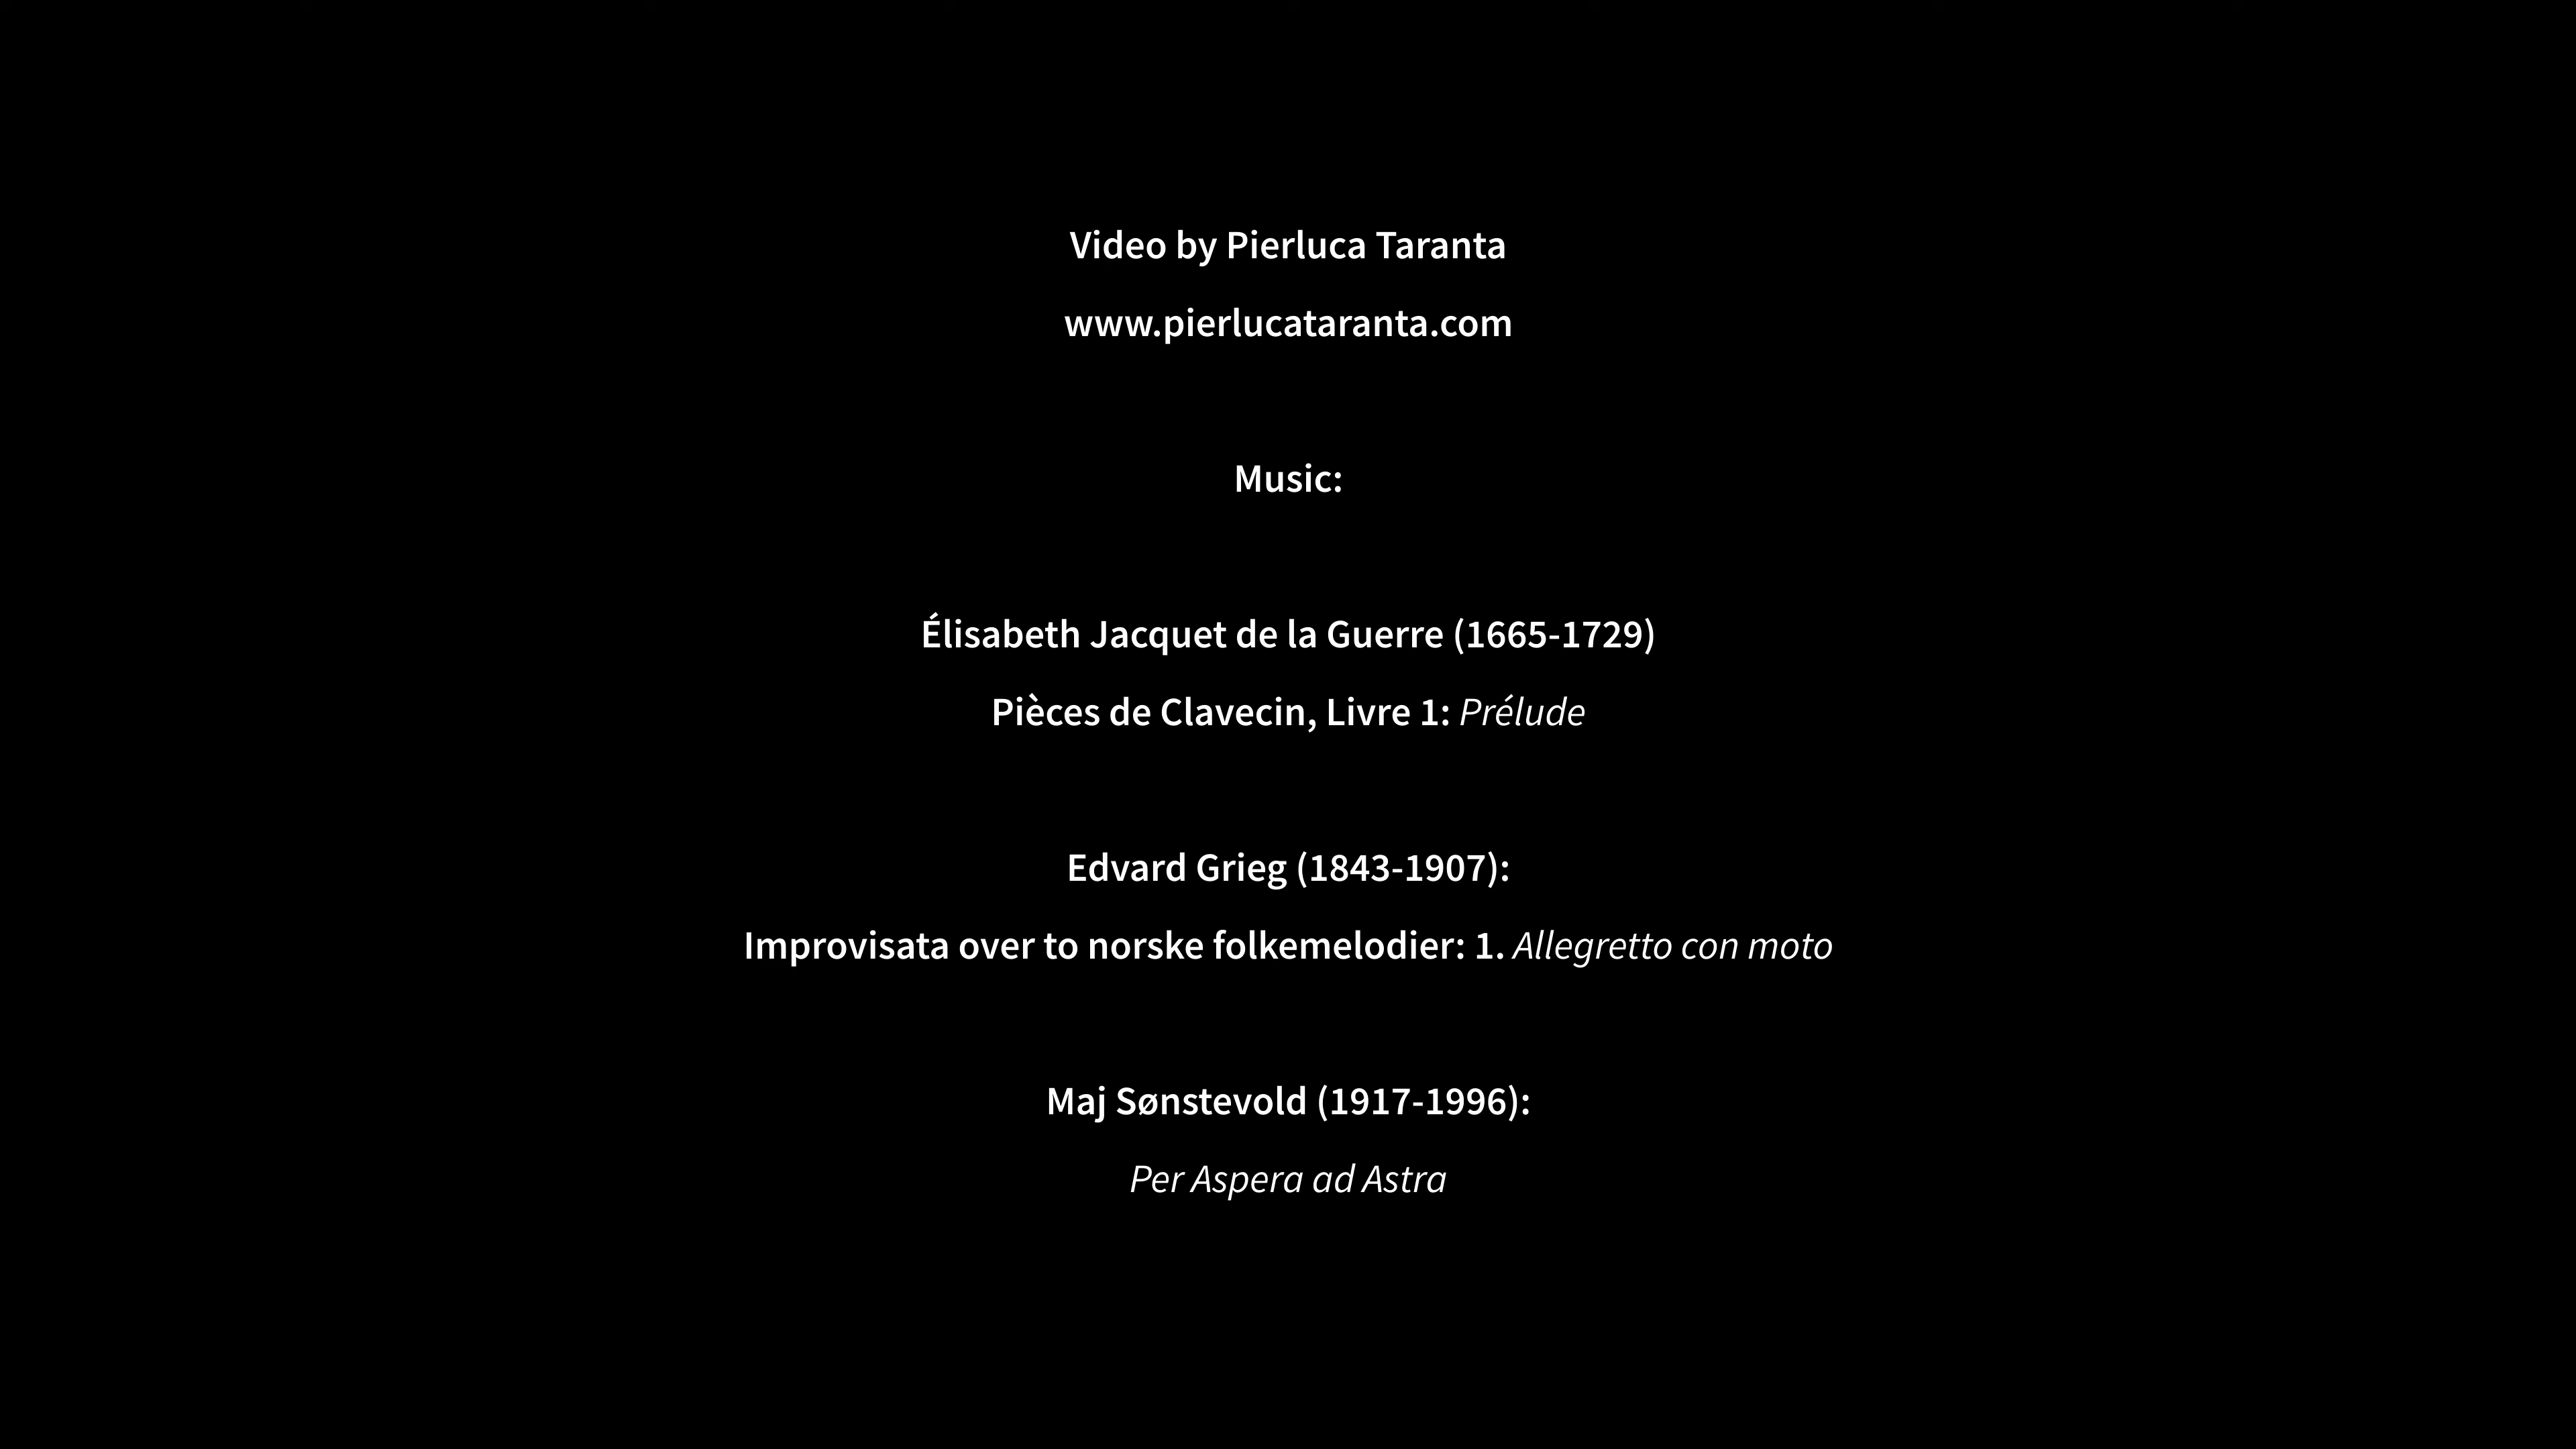 Video by Pierluca Taranta
www.pierlucataranta.com
Music:
Élisabeth Jacquet de la Guerre (1665-1729)
Pièces de Clavecin, Livre 1: Prélude
Edvard Grieg (1843-1907):
Improvisata over to norske folkemelodier: 1. Allegretto con moto
Maj Sønstevold (1917-1996):
Per Aspera ad Astra